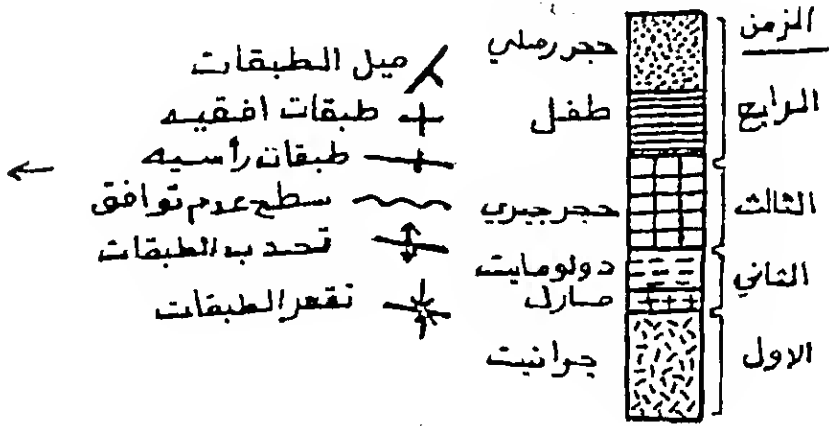 الزمن
الرابع
الثالث
الثاني
الاول
حجر رملي
طفل
حجر جيري
دولومايت
مارل
جرانيت
ميل الطبقات
طبقات افقيه
طبقات رأسيه
سطح عدم توافق
تحدب الطبقات
تقعر الطبقات